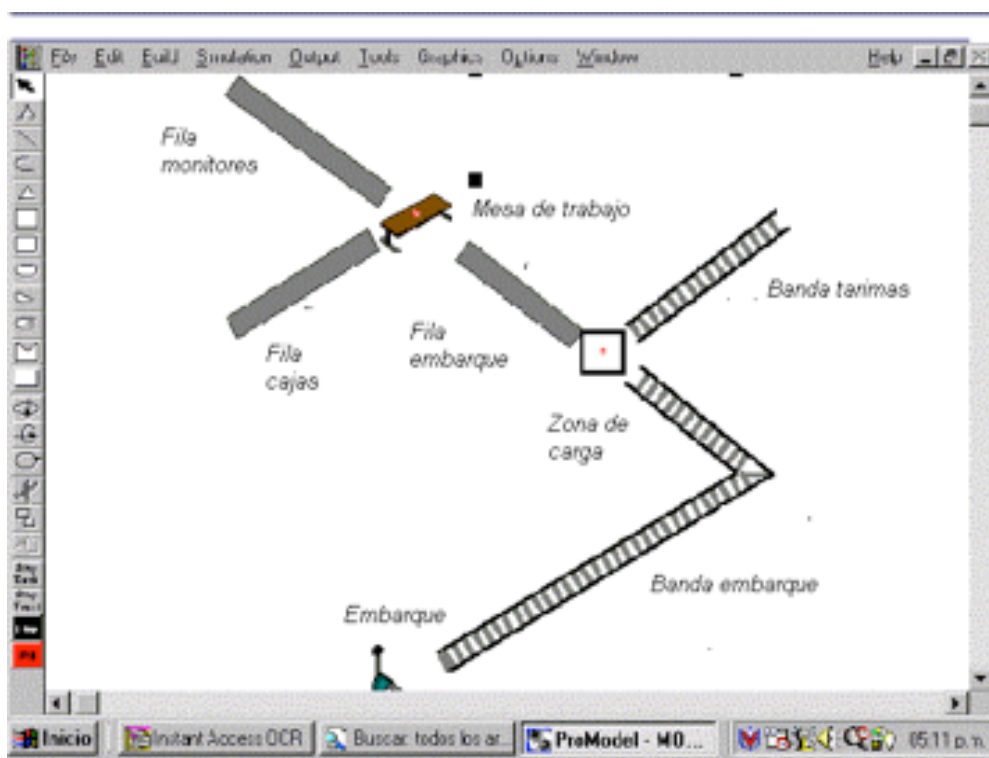 Edit Simulation Output Tools Graphics Options Window Help
Fila
monitores
Mesa de trabajo
Banda tarimas
Fila
cajas
Fila
embarque
Zona de
carga
Banda embarque
Embarque
Inicio Instant Access OCR Buscar: todos los ar... ProModel - MO... 05:11 p.m.